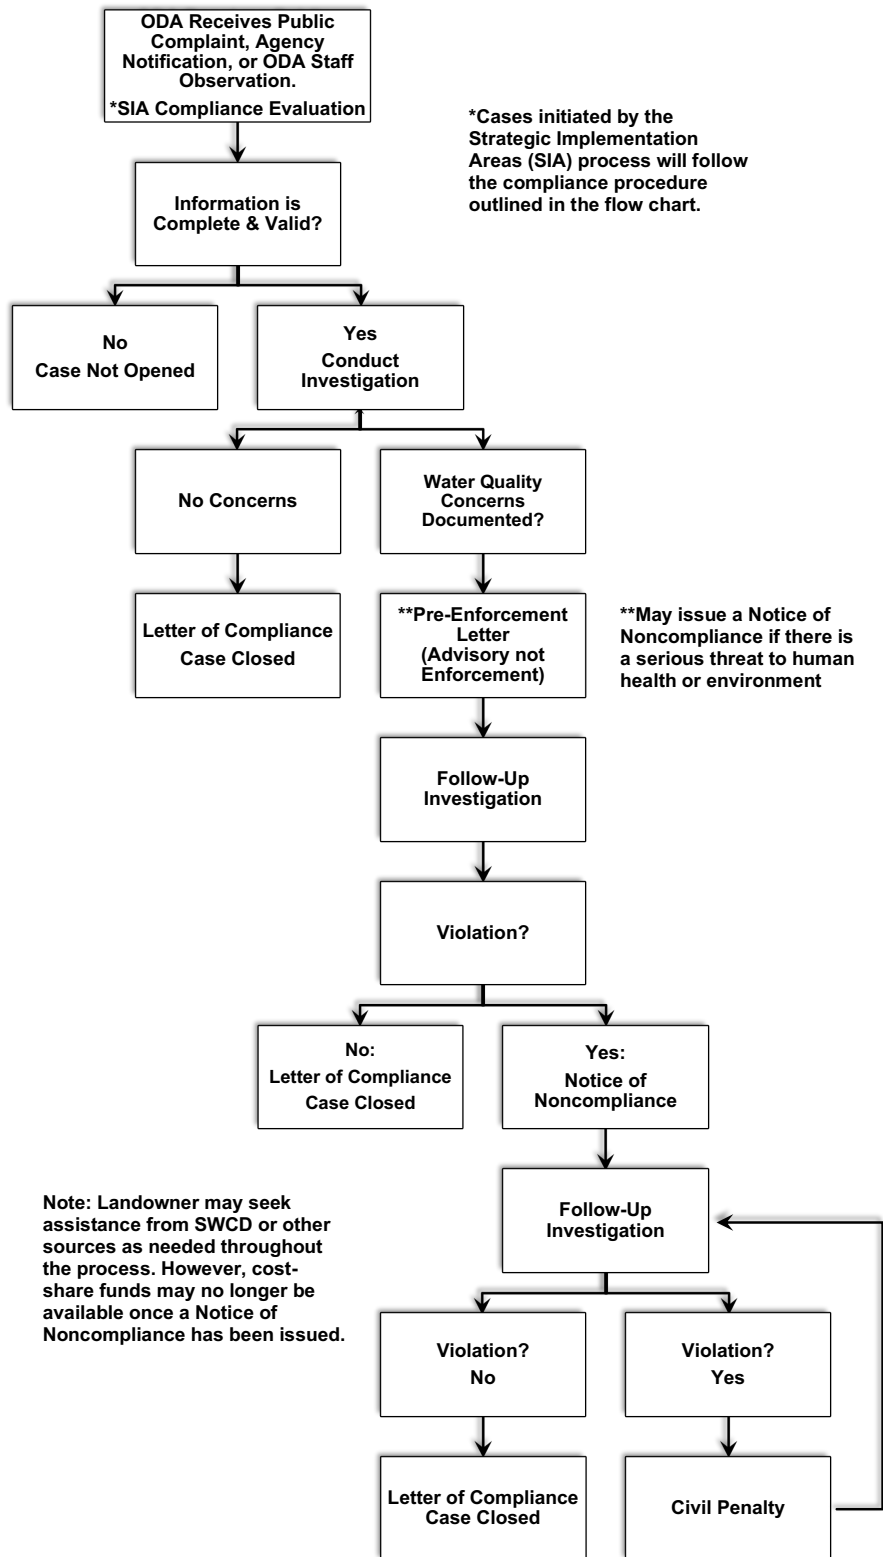 ODA Receives Public
Complaint, Agency
Notification, or ODA Staff
Observation.
*SIA Compliance Evaluation
*Cases initiated by the
Strategic Implementation
Areas (SIA) process will follow
the compliance procedure
outlined in the flow chart.
Information is
Complete & Valid?
No
Case Not Opened
Yes
Conduct
Investigation
No Concerns
Water Quality
Concerns
Documented?
Letter of Compliance
Case Closed
**Pre-Enforcement
Letter
(Advisory not
Enforcement)
**May issue a Notice of
Noncompliance if there is
a serious threat to human
health or environment
Follow-Up
Investigation
Violation?
No:
Letter of Compliance
Case Closed
Yes:
Notice of
Noncompliance
Note: Landowner may seek
assistance from SWCD or other
sources as needed throughout
the process. However, cost-
share funds may no longer be
available once a Notice of
Noncompliance has been issued.
Follow-Up
Investigation
Violation?
No
Violation?
Yes
Letter of Compliance
Case Closed
Civil Penalty